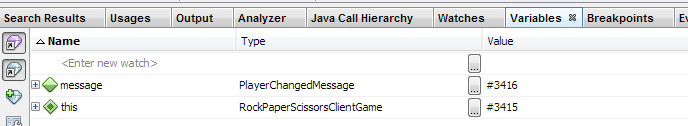 Search Results Usages Output Analyzer Java Call Hierarchy Watches Variables Breakpoints
Name Type Value
<Enter new watch> ...
message PlayerChangedMessage ... #3416
this RockPaperScissorsClientGame ... #3415